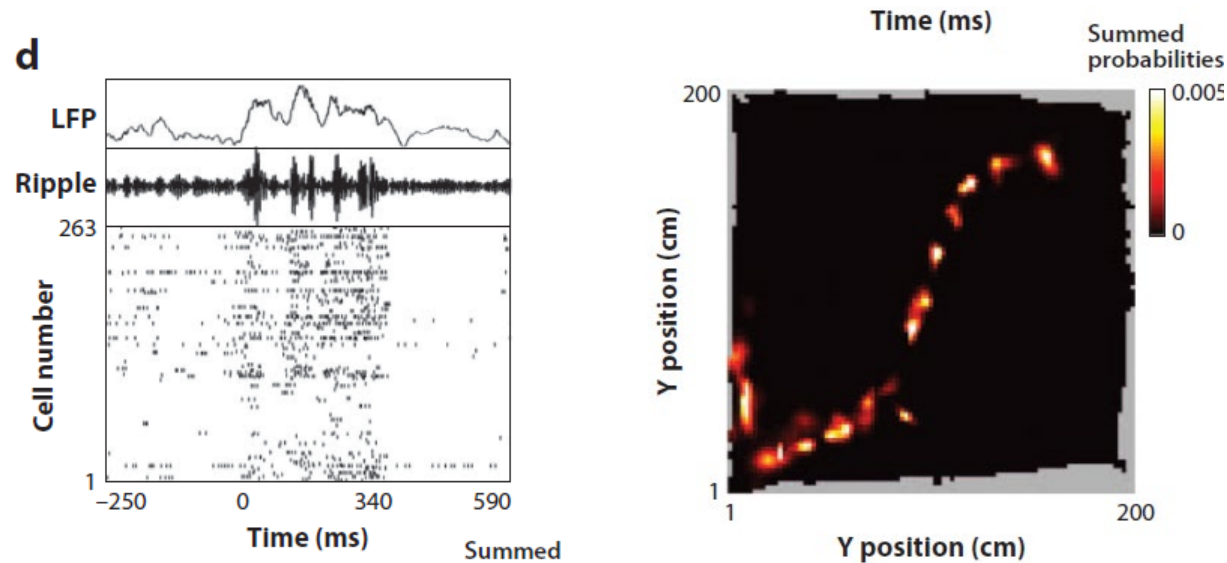 d
LFP
Ripple
263
Cell number
1
−250 0 340 590
Time (ms)
Summed
Time (ms)
Summed
probabilities
0.005
0
200
Y position (cm)
1
1 200
Y position (cm)